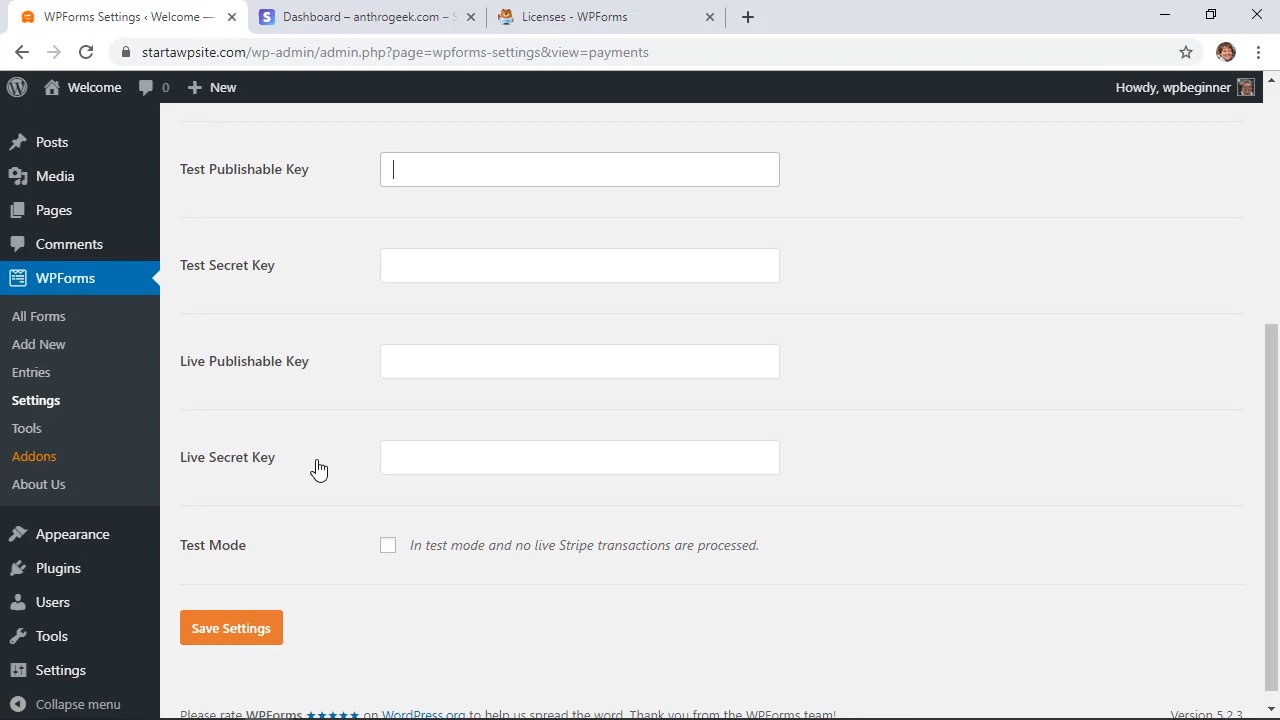 WPForms Settings ‹ Welcome —
Dashboard – anthrogeek.com – S
Licenses - WPForms
startawpsite.com/wp-admin/admin.php?page=wpforms-settings&view=payments
Welcome
0
New
Howdy, wpbeginner
Posts
Media
Pages
Comments
WPForms
All Forms
Add New
Entries
Settings
Tools
Addons
About Us
Appearance
Plugins
Users
Tools
Settings
Collapse menu
Test Publishable Key
Test Secret Key
Live Publishable Key
Live Secret Key
Test Mode
In test mode and no live Stripe transactions are processed.
Save Settings
Please rate WPForms ★★★★★ on WordPress.org to help us spread the word. Thank you from the WPForms team!
Version 5.2.3